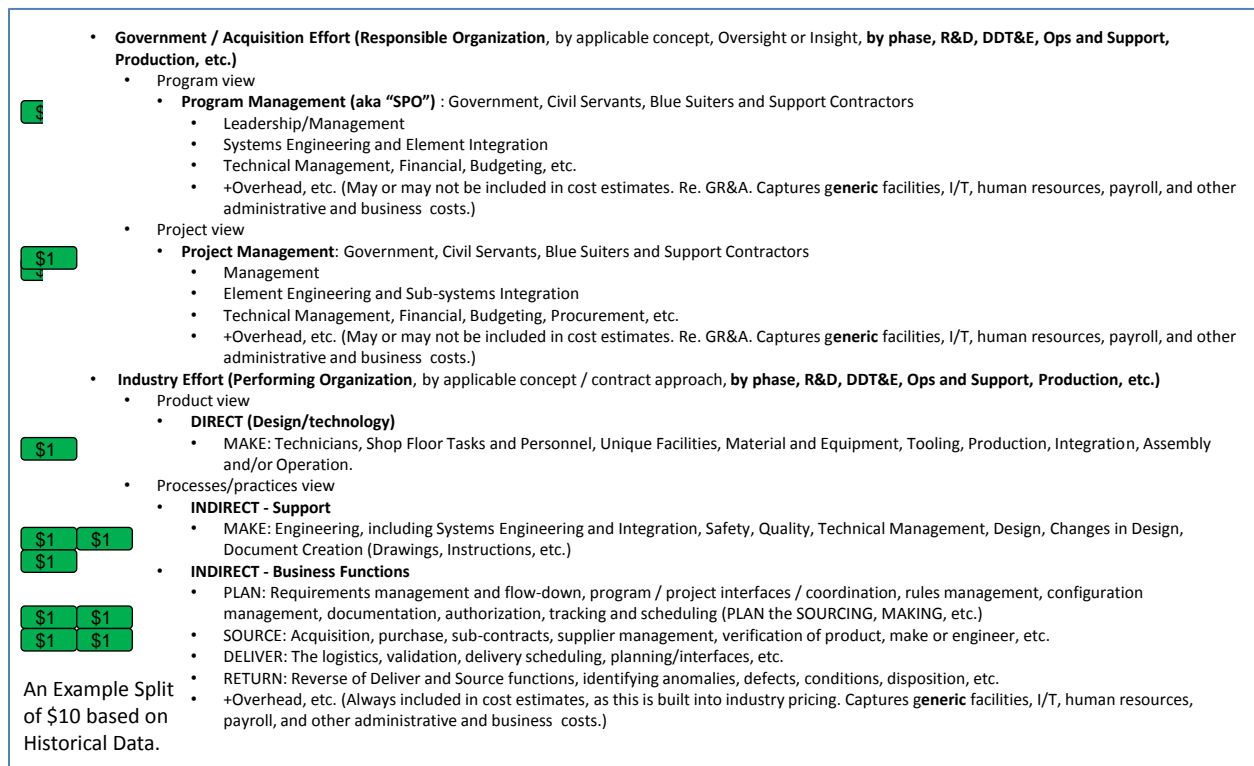 • Government / Acquisition Effort (Responsible Organization, by applicable concept, Oversight or Insight, by phase, R&D, DDT&E, Ops and Support,
Production, etc.)
• Program view
$
• Program Management (aka “SPO”) : Government, Civil Servants, Blue Suiters and Support Contractors
• Leadership/Management
• Systems Engineering and Element Integration
• Technical Management, Financial, Budgeting, etc.
• +Overhead, etc. (May or may not be included in cost estimates. Re. GR&A. Captures generic facilities, I/T, human resources, payroll, and other
administrative and business costs.)
• Project view
$1
• Project Management: Government, Civil Servants, Blue Suiters and Support Contractors
• Management
• Element Engineering and Sub-systems Integration
• Technical Management, Financial, Budgeting, Procurement, etc.
• +Overhead, etc. (May or may not be included in cost estimates. Re. GR&A. Captures generic facilities, I/T, human resources, payroll, and other
administrative and business costs.)
• Industry Effort (Performing Organization, by applicable concept / contract approach, by phase, R&D, DDT&E, Ops and Support, Production, etc.)
• Product view
• DIRECT (Design/technology)
$1
• MAKE: Technicians, Shop Floor Tasks and Personnel, Unique Facilities, Material and Equipment, Tooling, Production, Integration, Assembly
and/or Operation.
• Processes/practices view
• INDIRECT - Support
$1 $1
$1
• MAKE: Engineering, including Systems Engineering and Integration, Safety, Quality, Technical Management, Design, Changes in Design,
Document Creation (Drawings, Instructions, etc.)
• INDIRECT - Business Functions
• PLAN: Requirements management and flow-down, program / project interfaces / coordination, rules management, configuration
management, documentation, authorization, tracking and scheduling (PLAN the SOURCING, MAKING, etc.)
$1 $1
$1 $1
• SOURCE: Acquisition, purchase, sub-contracts, supplier management, verification of product, make or engineer, etc.
• DELIVER: The logistics, validation, delivery scheduling, planning/interfaces, etc.
• RETURN: Reverse of Deliver and Source functions, identifying anomalies, defects, conditions, disposition, etc.
• +Overhead, etc. (Always included in cost estimates, as this is built into industry pricing. Captures generic facilities, I/T, human resources,
payroll, and other administrative and business costs.)
An Example Split
of $10 based on
Historical Data.